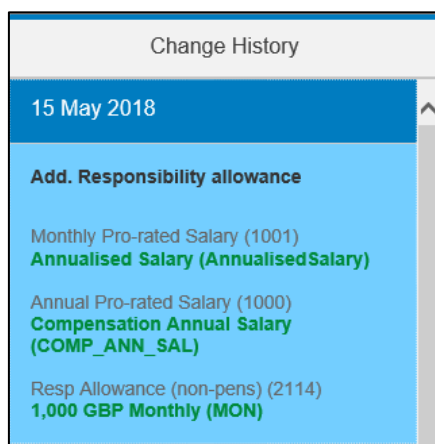 Change History
15 May 2018
Add. Responsibility allowance
Monthly Pro-rated Salary (1001)
Annualised Salary (AnnualisedSalary)
Annual Pro-rated Salary (1000)
Compensation Annual Salary
(COMP_ANN_SAL)
Resp Allowance (non-pens) (2114)
1,000 GBP Monthly (MON)